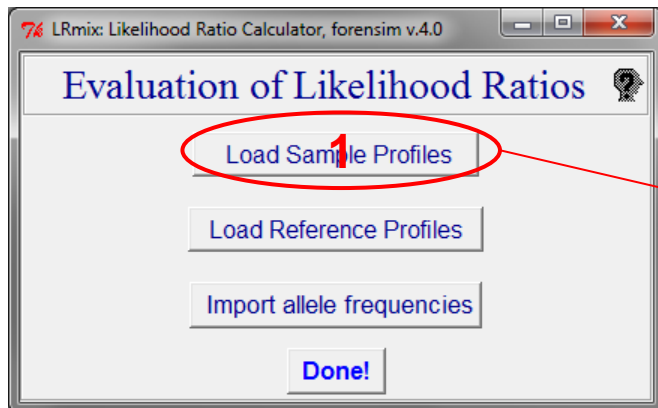 LRmix: Likelihood Ratio Calculator, forensim v.4.0
Evaluation of Likelihood Ratios
Load Sample Profiles
1
Load Reference Profiles
Import allele frequencies
Done!